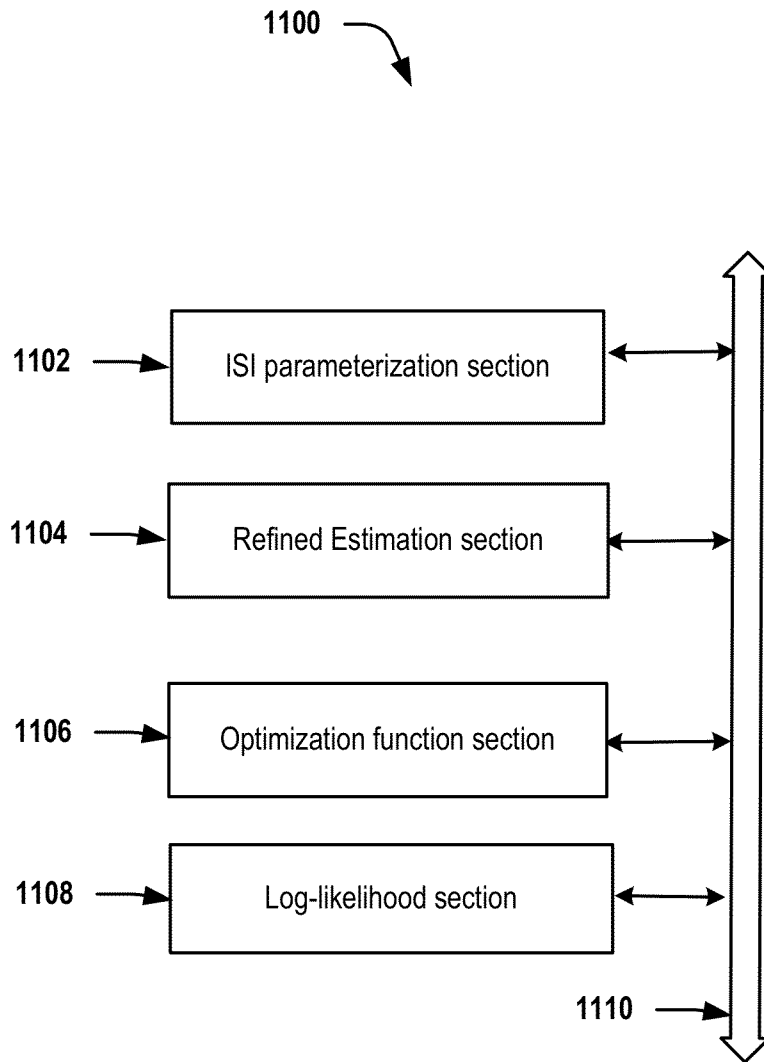 1100
1102
ISI parameterization section
1104
Refined Estimation section
1106
Optimization function section
1108
Log-likelihood section
1110